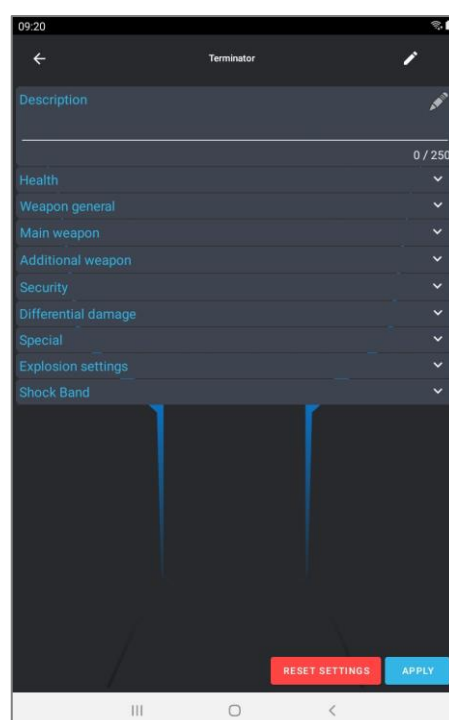 09:20
Terminator
Description
0 / 250
Health
Weapon general
Main weapon
Additional weapon
Security
Differential damage
Special
Explosion settings
Shock Band
RESET SETTINGS
APPLY